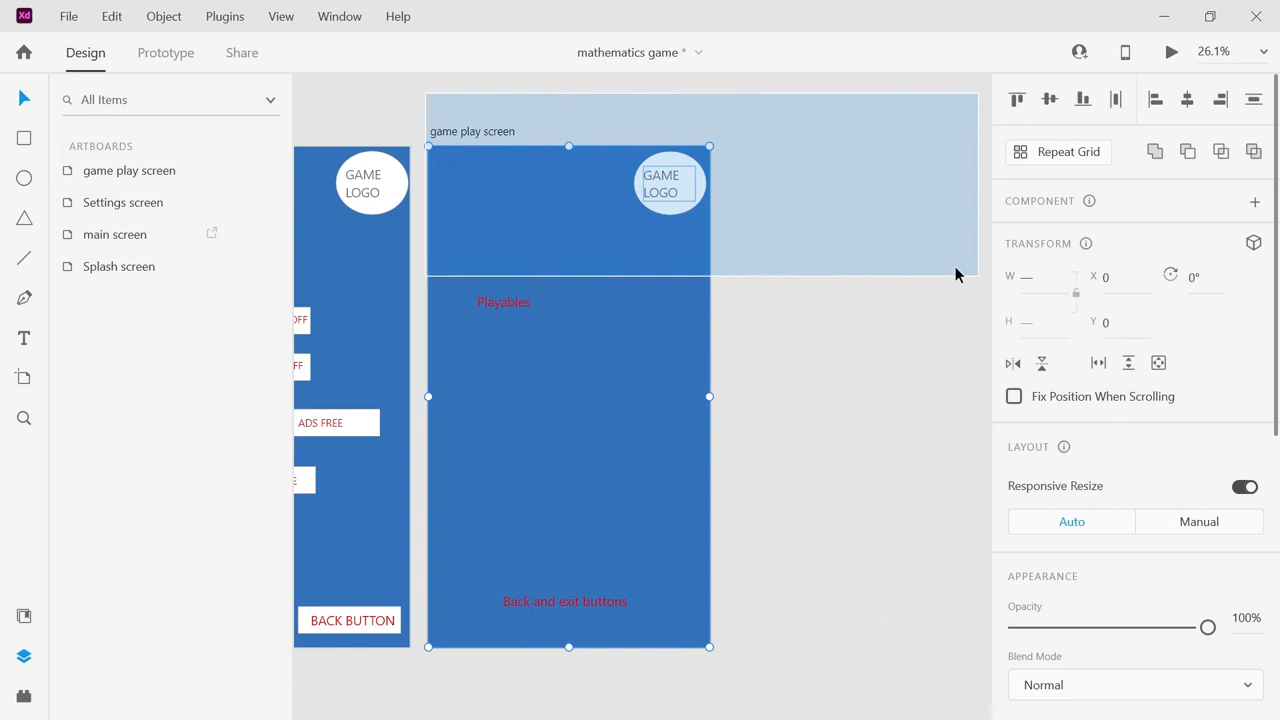 Xd File Edit Object Plugins View Window Help
Design Prototype Share mathematics game * 26.1%
All Items
ARTBOARDS
game play screen
Settings screen
main screen
Splash screen
GAME
LOGO
OFF
FF
ADS FREE
E
BACK BUTTON
game play screen
GAME
LOGO
Playables
Back and exit buttons
Repeat Grid
COMPONENT
TRANSFORM
W — X 0 0°
H — Y 0
Fix Position When Scrolling
LAYOUT
Responsive Resize
Auto Manual
APPEARANCE
Opacity
100%
Blend Mode
Normal